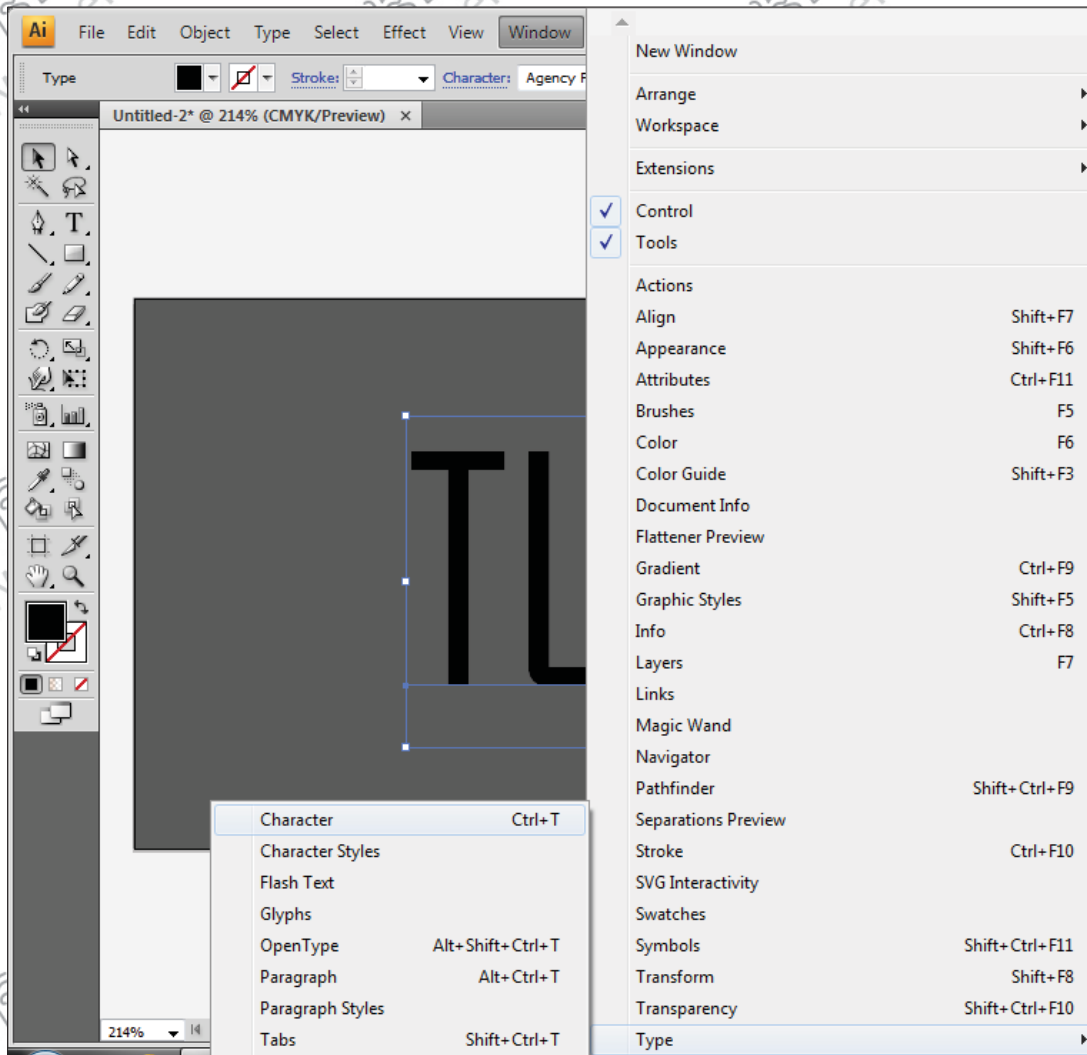 Ai File Edit Object Type Select Effect View Window
Type Stroke: Character: Agency F
Untitled-2* @ 214% (CMYK/Preview) ×
TU
New Window
Arrange
Workspace
Extensions
Control
Tools
Actions
Align Shift+F7
Appearance Shift+F6
Attributes Ctrl+F11
Brushes F5
Color F6
Color Guide Shift+F3
Document Info
Flattener Preview
Gradient Ctrl+F9
Graphic Styles Shift+F5
Info Ctrl+F8
Layers F7
Links
Magic Wand
Navigator
Pathfinder Shift+Ctrl+F9
Separations Preview
Stroke Ctrl+F10
SVG Interactivity
Swatches
Symbols Shift+Ctrl+F11
Transform Shift+F8
Transparency Shift+Ctrl+F10
Type
Character Ctrl+T
Character Styles
Flash Text
Glyphs
OpenType Alt+Shift+Ctrl+T
Paragraph Alt+Ctrl+T
Paragraph Styles
Tabs Shift+Ctrl+T
214%